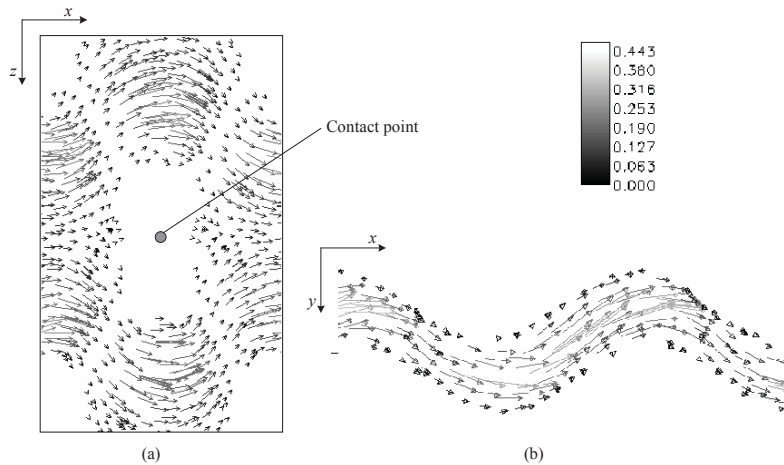 x
z
Contact point
0.443
0.380
0.316
0.253
0.190
0.127
0.063
0.000
x
y
(a)
(b)